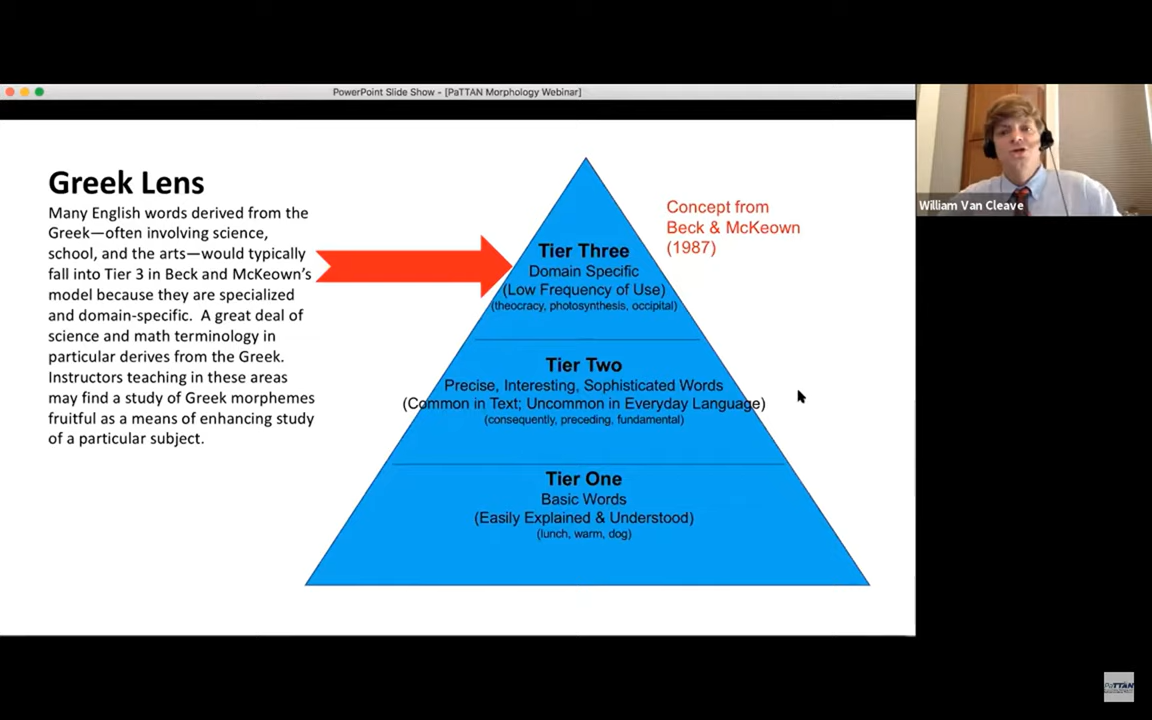 PowerPoint Slide Show - [PaTTAN Morphology Webinar]
Greek Lens
Many English words derived from the
Greek—often involving science,
school, and the arts—would typically
fall into Tier 3 in Beck and McKeown's
model because they are specialized
and domain-specific.  A great deal of
science and math terminology in
particular derives from the Greek.
Instructors teaching in these areas
may find a study of Greek morphemes
fruitful as a means of enhancing study
of a particular subject.
Concept from
Beck & McKeown
(1987)
Tier Three
Domain Specific
(Low Frequency of Use)
(theocracy, photosynthesis, occipital)
Tier Two
Precise, Interesting, Sophisticated Words
(Common in Text; Uncommon in Everyday Language)
(consequently, preceding, fundamental)
Tier One
Basic Words
(Easily Explained & Understood)
(lunch, warm, dog)
William Van Cleave
PaTTAN